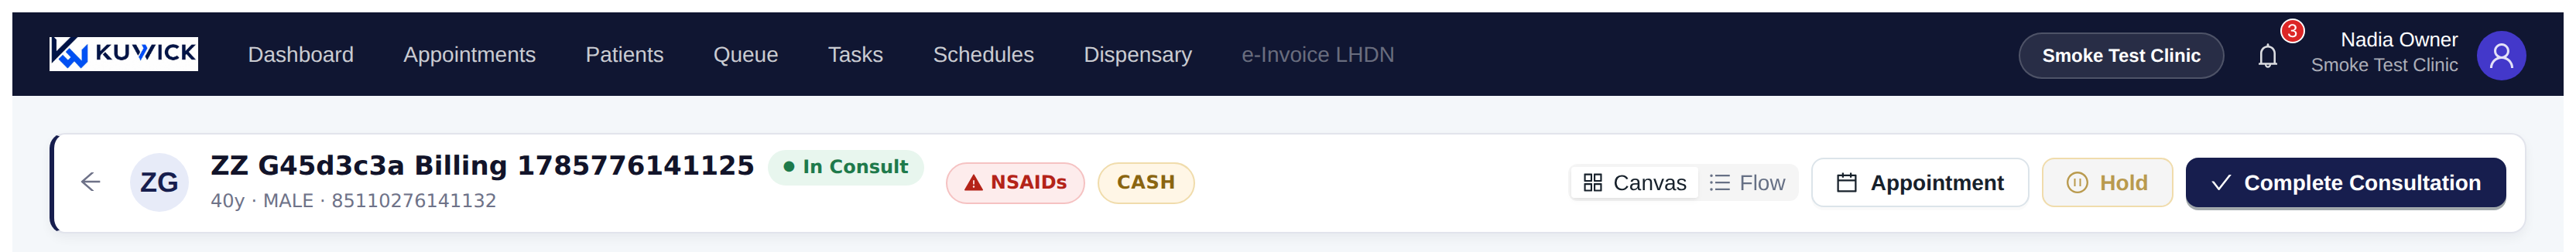 KUWICK Dashboard Appointments Patients Queue Tasks Schedules Dispensary e-Invoice LHDN Smoke Test Clinic 3 Nadia Owner
Smoke Test Clinic
ZG ZZ G45d3c3a Billing 1785776141125 In Consult NSAIDs CASH Canvas Flow Appointment Hold Complete Consultation
40y · MALE · 85110276141132